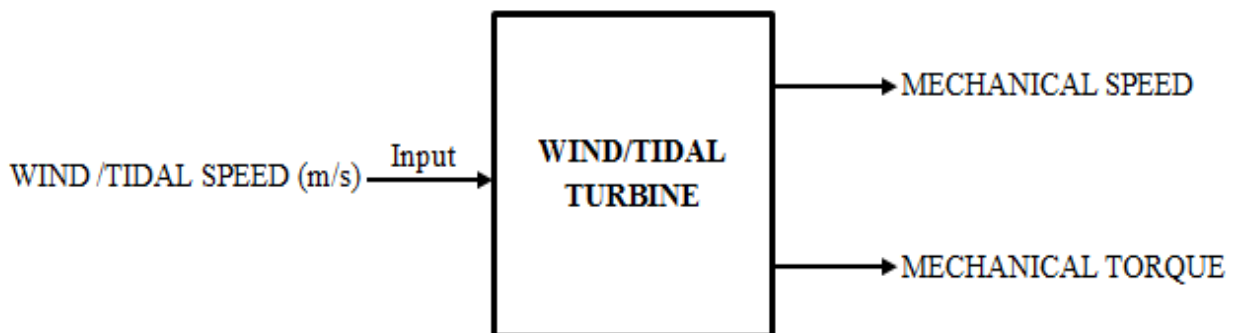 WIND /TIDAL SPEED (m/s)
Input
WIND/TIDAL
TURBINE
MECHANICAL SPEED
MECHANICAL TORQUE